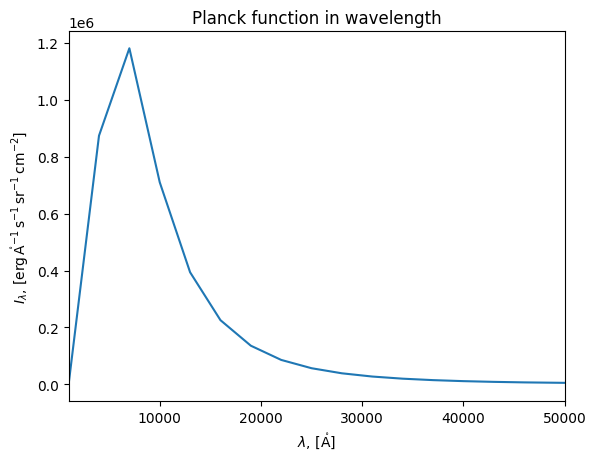 Planck function in wavelength
1e6
1.2
1.0
0.8
0.6
0.4
0.2
0.0
I_λ, [erg Å⁻¹ s⁻¹ sr⁻¹ cm⁻²]
10000 20000 30000 40000 50000
λ, [Å]